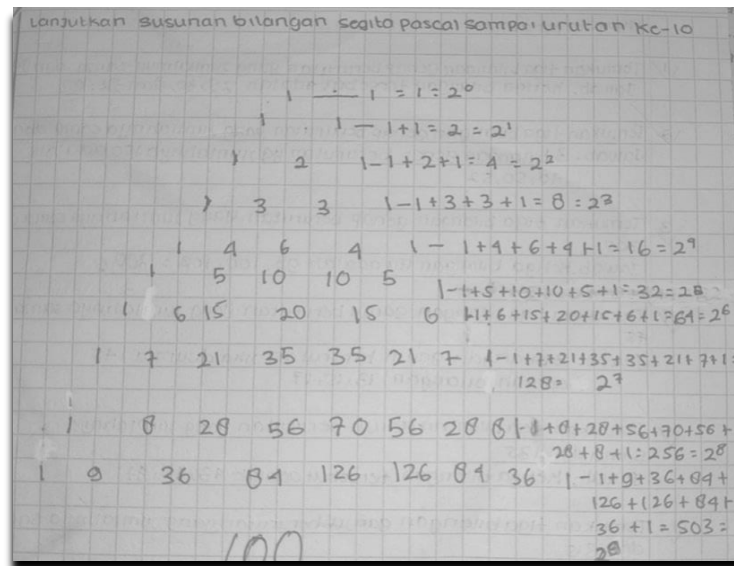 Lanjutkan susunan bilangan segita pascal sampai urutan Ke-10
1 — 1 = 1 = 2⁰
1 1 — 1+1 = 2 = 2¹
1 2 1 — 1 + 2 + 1 = 4 = 2²
1 3 3 1 — 1 + 3 + 3 + 1 = 8 = 2³
1 4 6 4 1 — 1 + 4 + 6 + 4 + 1 = 16 = 2⁴
1 5 10 10 5 1 — 1+5+10+10+5+1 = 32 = 2⁵
1 6 15 20 15 6 1 — 1+6+15+20+15+6+1 = 64 = 2⁶
1 7 21 35 35 21 7 1 — 1+7+21+35+35+21+7+1 =
128 = 2⁷
1 8 28 56 70 56 28 8 1 — 1+8+28+56+70+56+
28+8+1 = 256 = 2⁸
1 9 36 84 126 126 84 36 1 — 1+9+36+84+
126+126+84+
36+1 = 503 =
2⁹
100